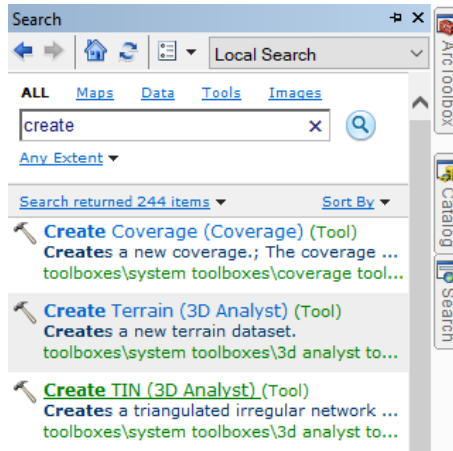 Search
Local Search
ALL Maps Data Tools Images
create
Any Extent
Search returned 244 items Sort By
Create Coverage (Coverage) (Tool)
Creates a new coverage.; The coverage ...
toolboxes\system toolboxes\coverage tool...
Create Terrain (3D Analyst) (Tool)
Creates a new terrain dataset.
toolboxes\system toolboxes\3d analyst to...
Create TIN (3D Analyst) (Tool)
Creates a triangulated irregular network ...
toolboxes\system toolboxes\3d analyst to...
ArcToolbox
Catalog
Search